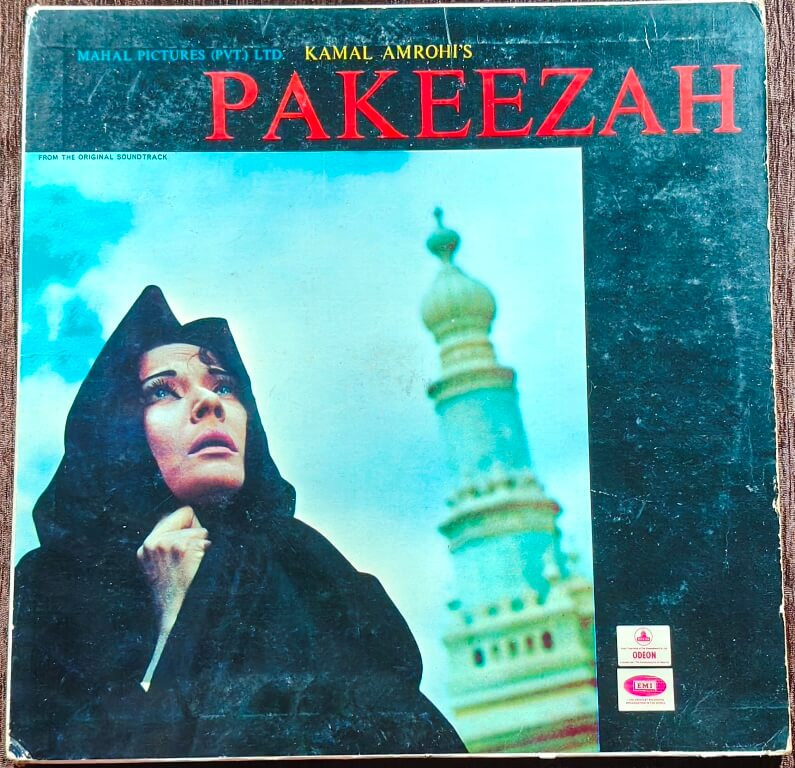 MAHAL PICTURES (PVT.) LTD. KAMAL AMROHI'S
PAKEEZAH
FROM THE ORIGINAL SOUNDTRACK
ODEON
EMI